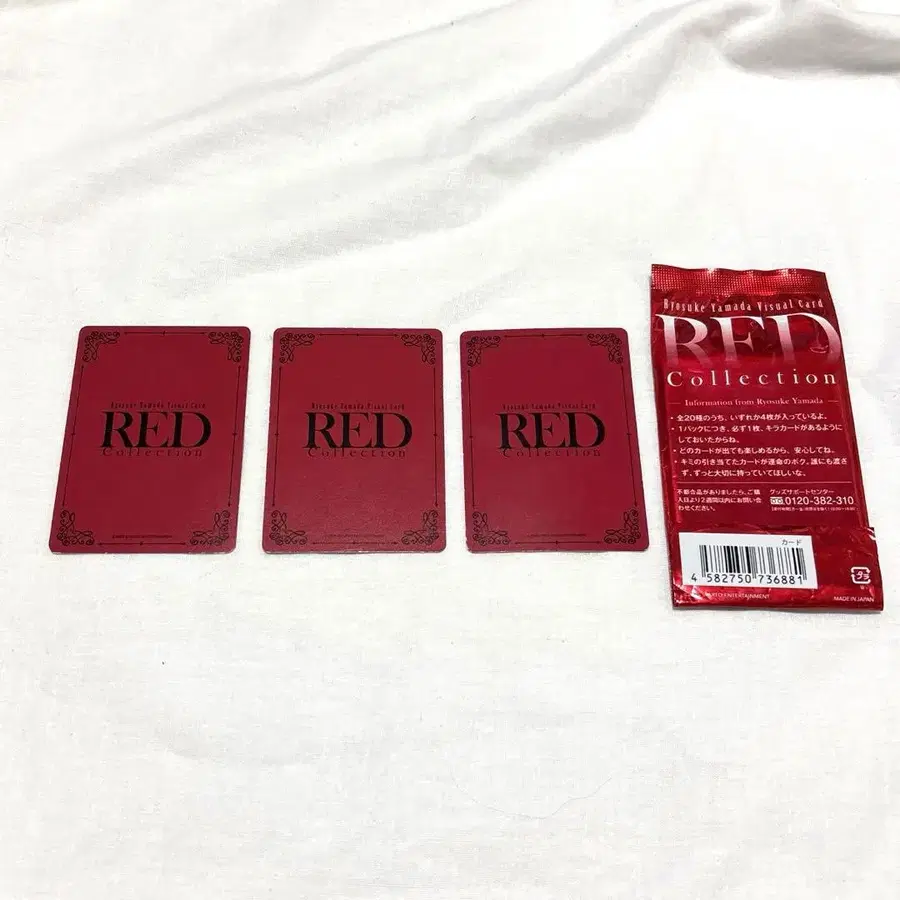 Ryosuke Yamada Visual Card
RED
Collection
Ryosuke Yamada Visual Card
RED
Collection
Ryosuke Yamada Visual Card
RED
Collection
Ryosuke Yamada Visual Card
RED
Collection
Information from Ryosuke Yamada
・全20種のうち、いずれか4枚が入っているよ。
・1パックにつき、必ず1枚、キラカードがあるように
しておいたからね。
・どのカードが出ても楽しめるから、安心してね。
・キミの引き当てたカードが運命のボク。誰にも渡さ
ず、ずっと大切に持っていてほしいな。
不都合品がありましたら、ご購
入日より2週間以内にお問い合
わせください。
グッズサポートセンター
0120-382-310
カード
4 582750 736881
ENTERTAINMENT
MADE IN JAPAN